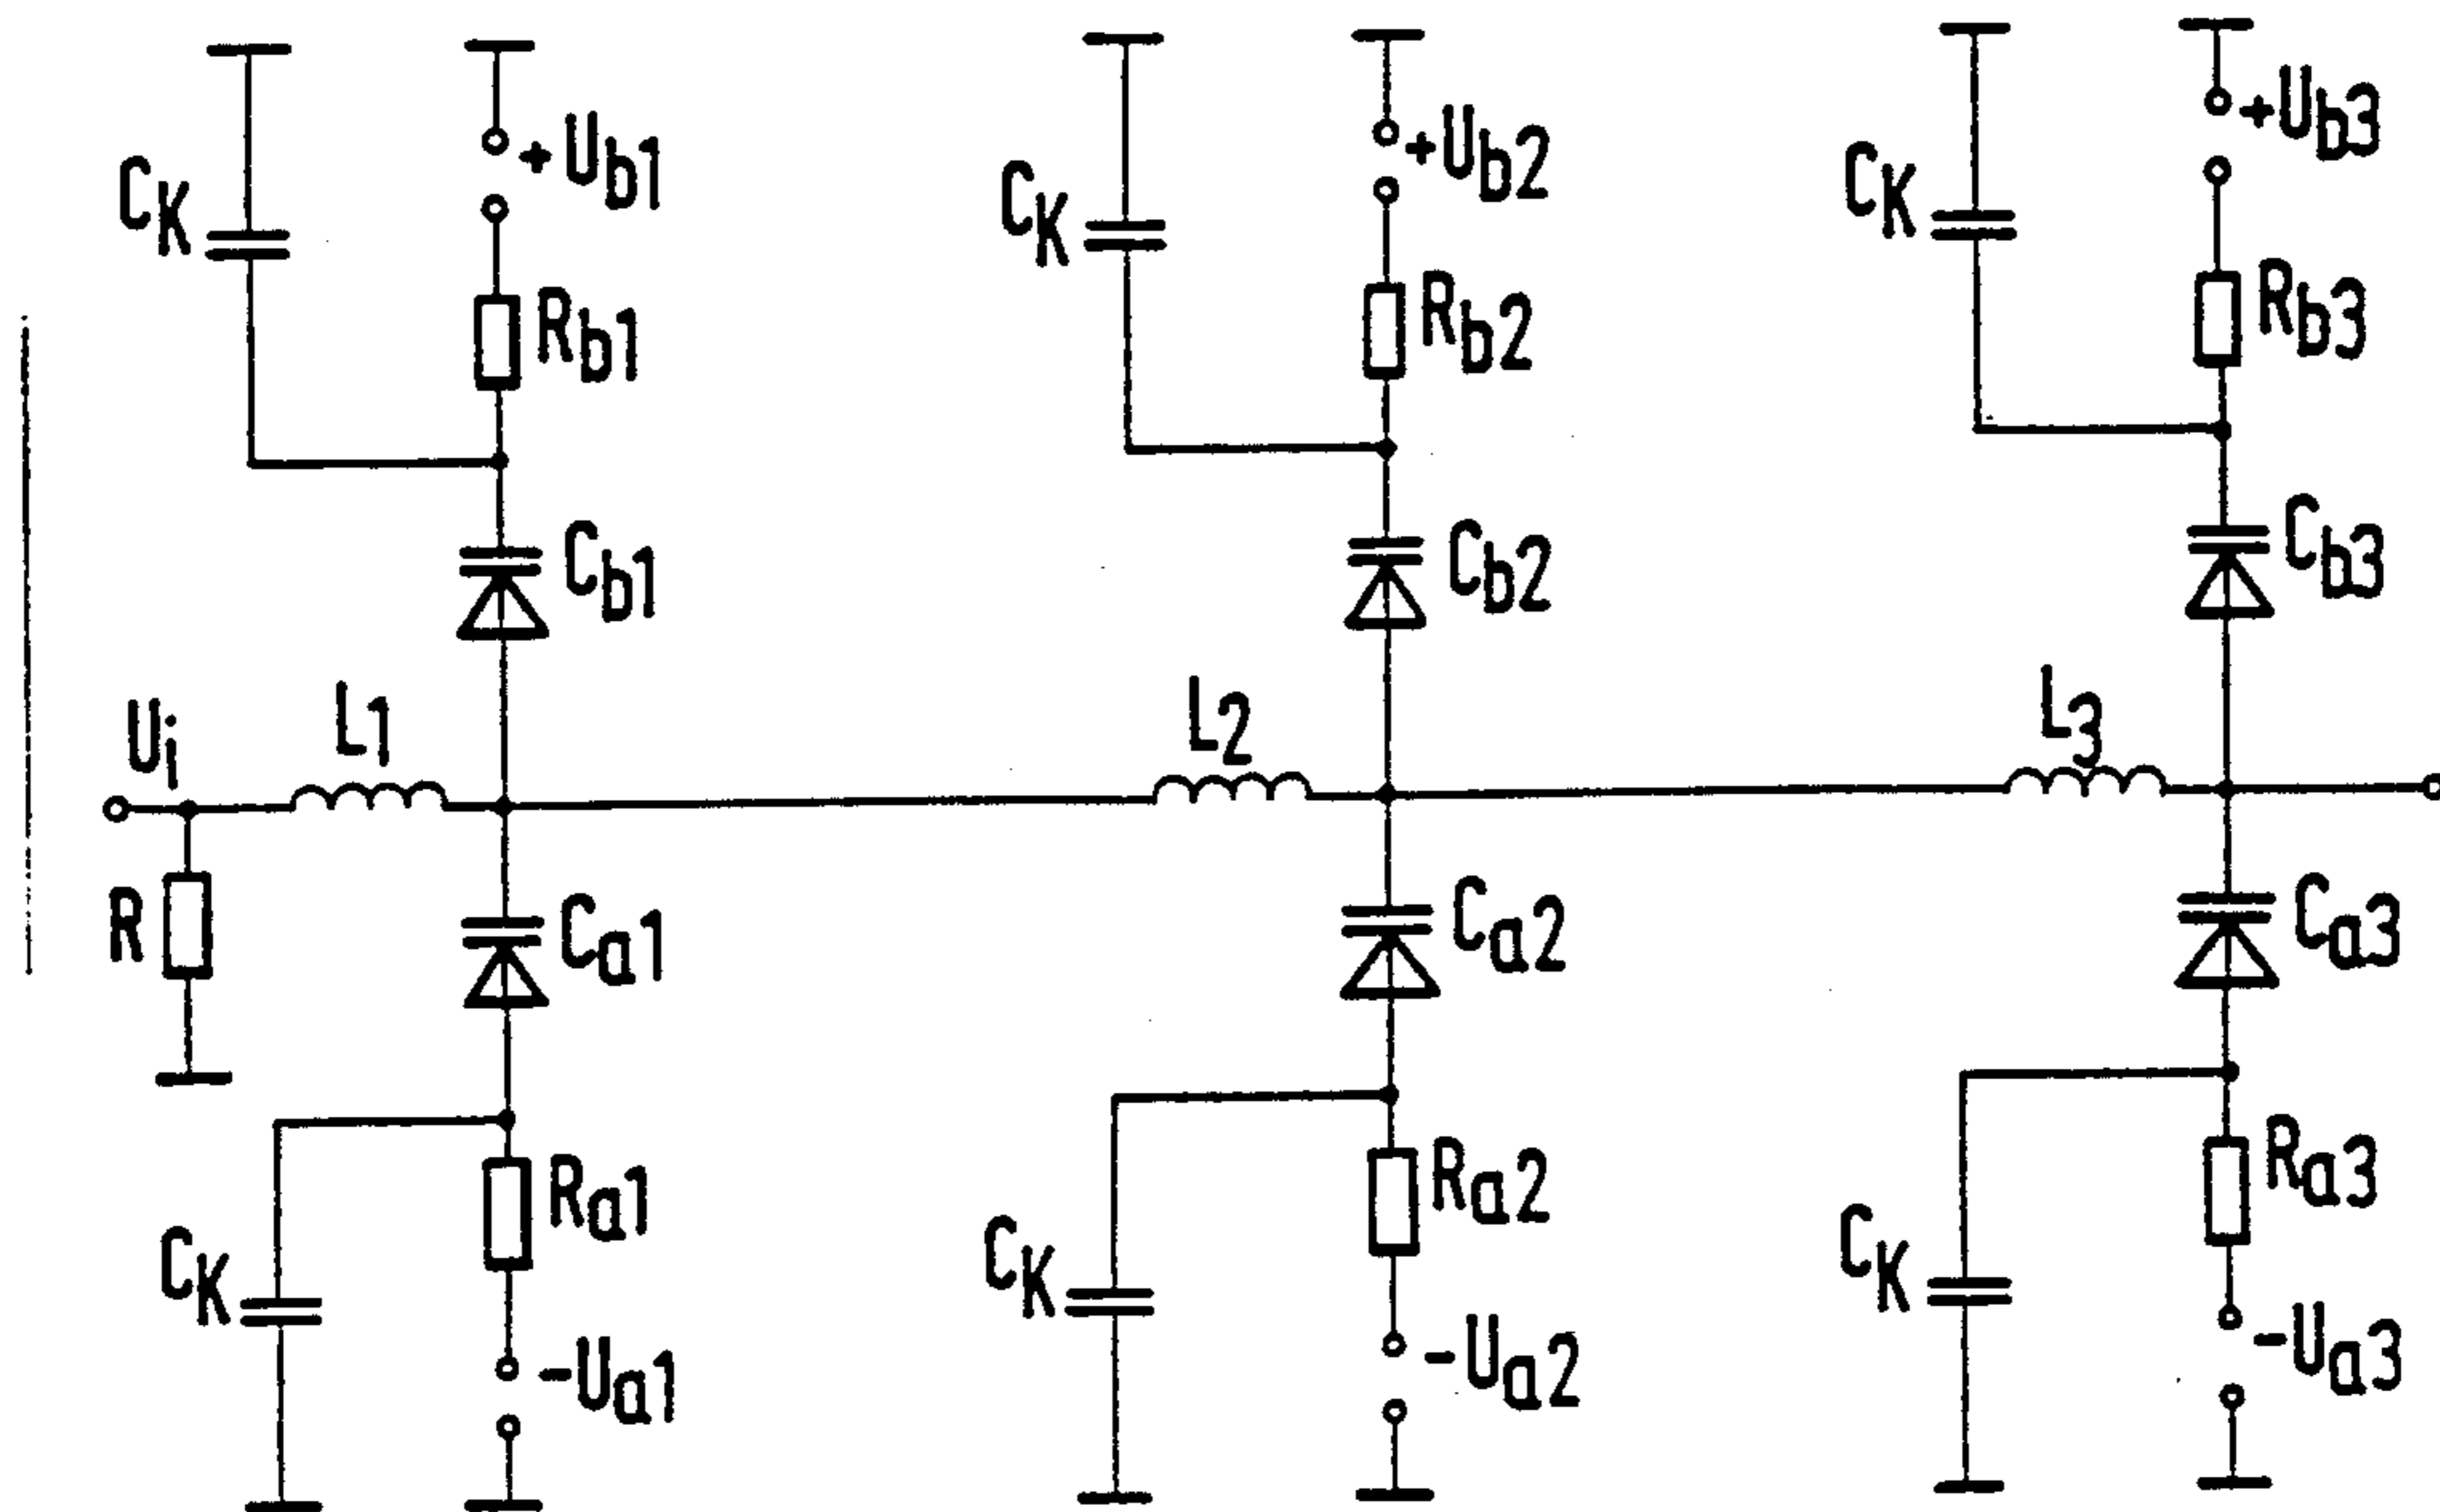 +Ub1
+Ub2
+Ub3
CK
CK
CK
Rb1
Rb2
Rb3
Cb1
Cb2
Cb3
Ui
L1
L2
L3
R
Ca1
Ca2
Ca3
Ra1
Ra2
Ra3
CK
CK
CK
-Ua1
-Ua2
-Ua3